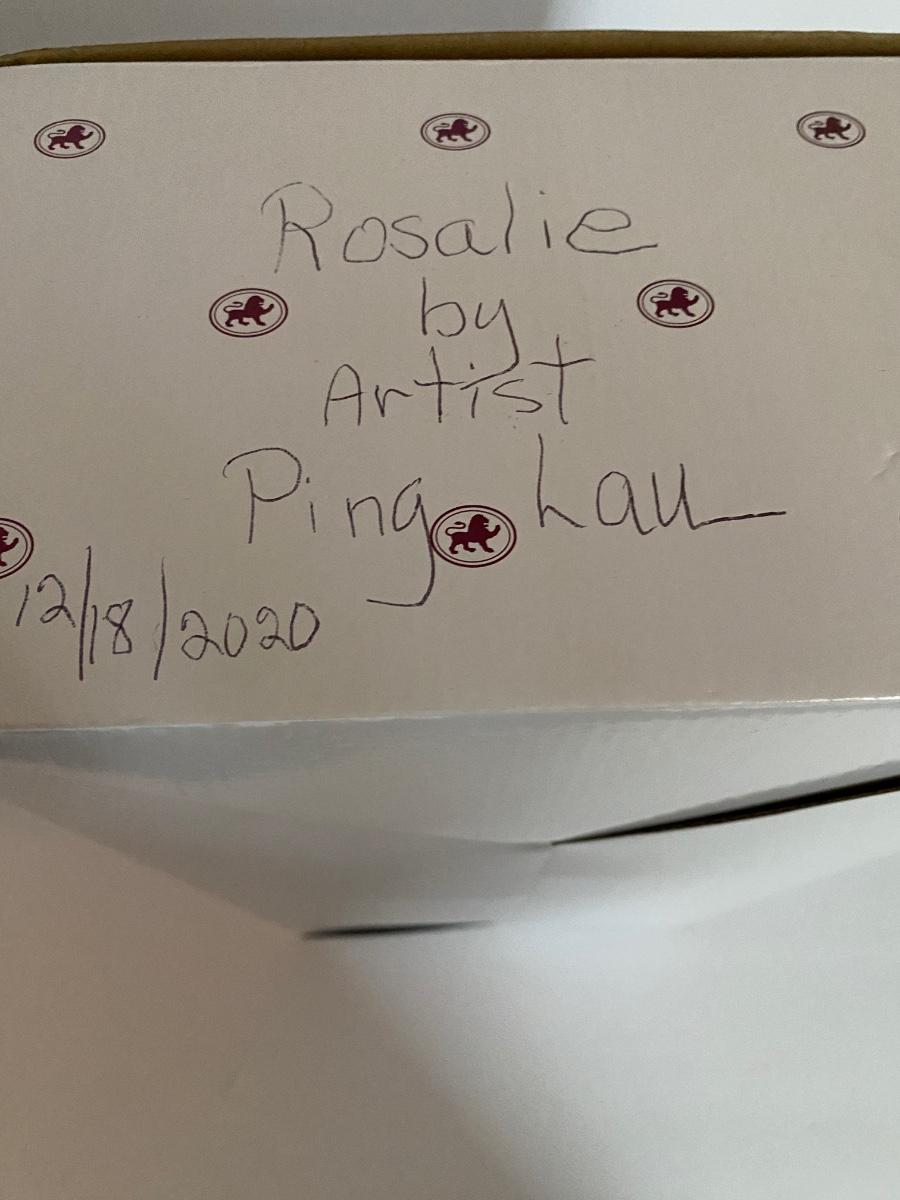 Rosalie
by
Artist
Ping Lau
12/18/2020